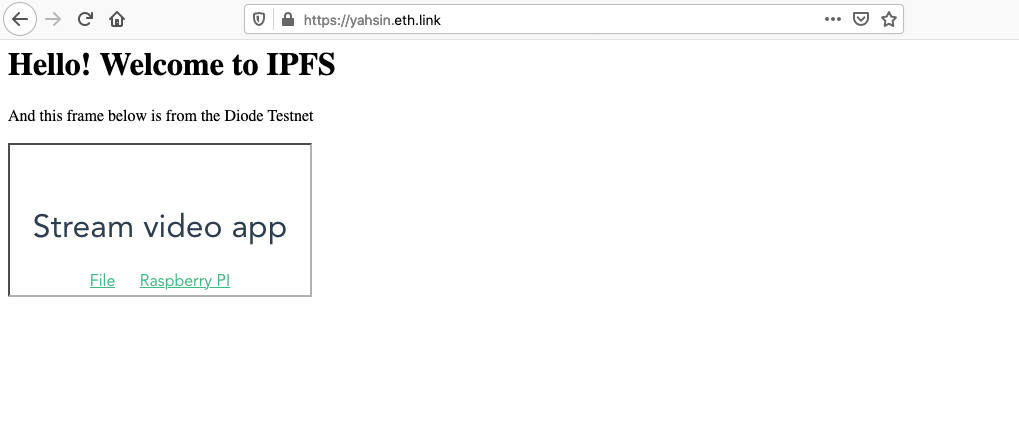 https://yahsin.eth.link
Hello! Welcome to IPFS
And this frame below is from the Diode Testnet
Stream video app
File Raspberry PI